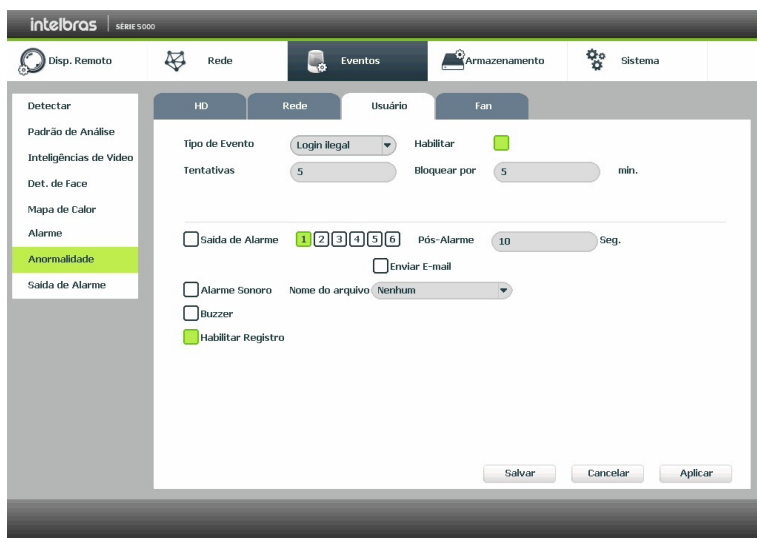 intelbras SÉRIE 5000
Disp. Remoto Rede Eventos Armazenamento Sistema
Detectar
Padrão de Análise
Inteligências de Vídeo
Det. de Face
Mapa de Calor
Alarme
Anormalidade
Saída de Alarme
HD Rede Usuário Fan
Tipo de Evento Login ilegal Habilitar
Tentativas 5 Bloquear por 5 min.
Saída de Alarme 1 2 3 4 5 6 Pós-Alarme 10 Seg.
Enviar E-mail
Alarme Sonoro Nome do arquivo Nenhum
Buzzer
Habilitar Registro
Salvar Cancelar Aplicar